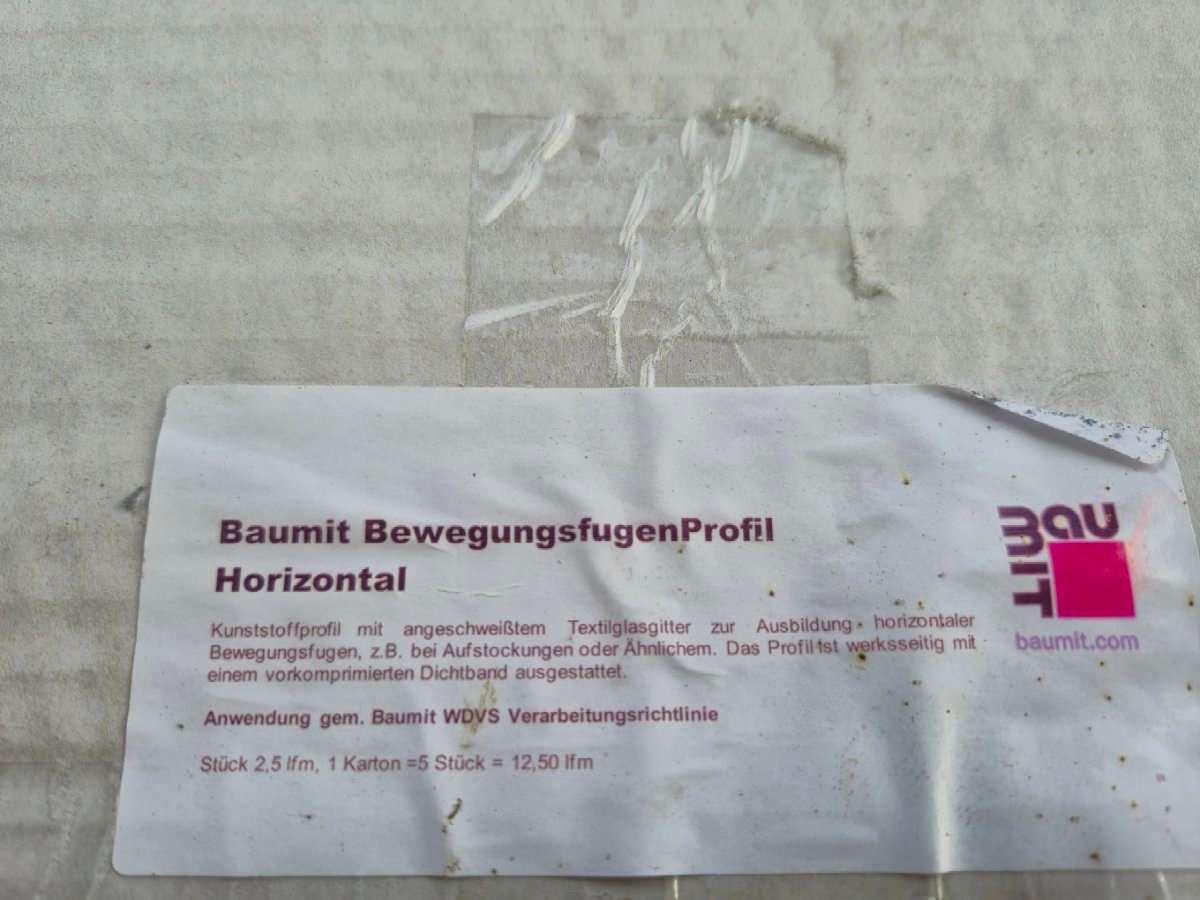 Baumit BewegungsfugenProfil
Horizontal
Kunststoffprofil mit angeschweißtem Textilglasgitter zur Ausbildung horizontaler
Bewegungsfugen, z.B. bei Aufstockungen oder Ähnlichem. Das Profil ist werksseitig mit
einem vorkomprimierten Dichtband ausgestattet.
Anwendung gem. Baumit WDVS Verarbeitungsrichtlinie
Stück 2,5 lfm, 1 Karton =5 Stück = 12,50 lfm
BAUMIT
baumit.com